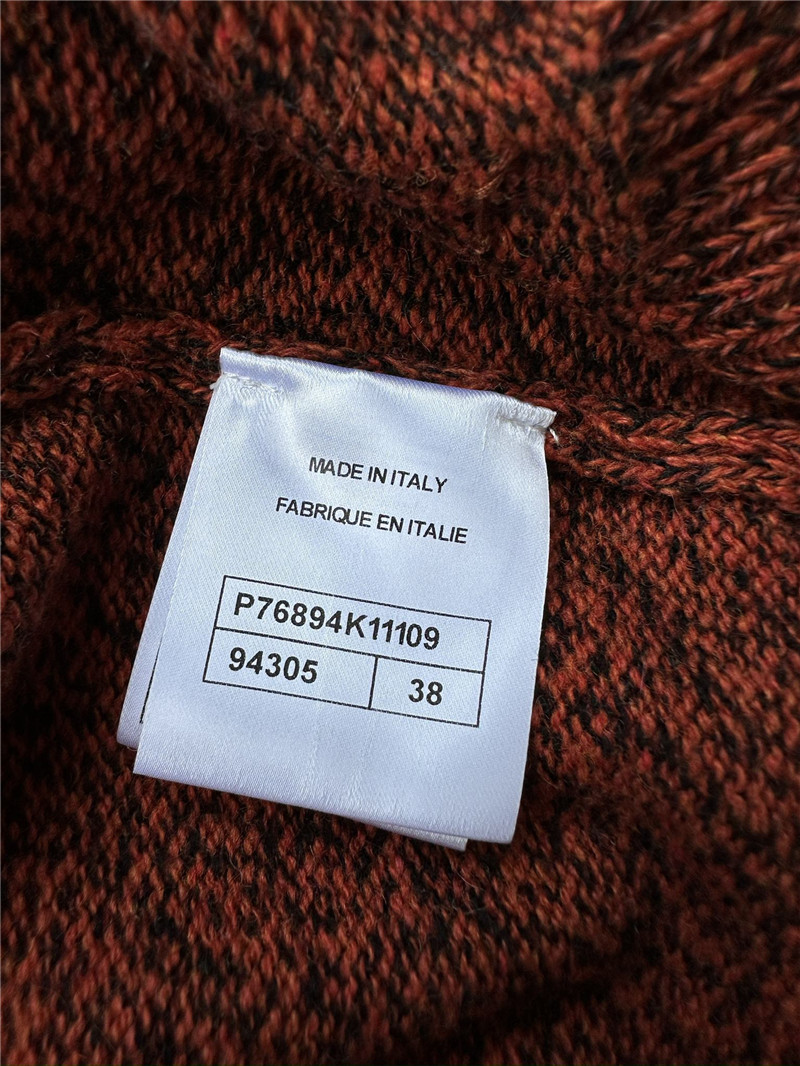 MADE IN ITALY
FABRIQUE EN ITALIE
P76894K11109
94305 38